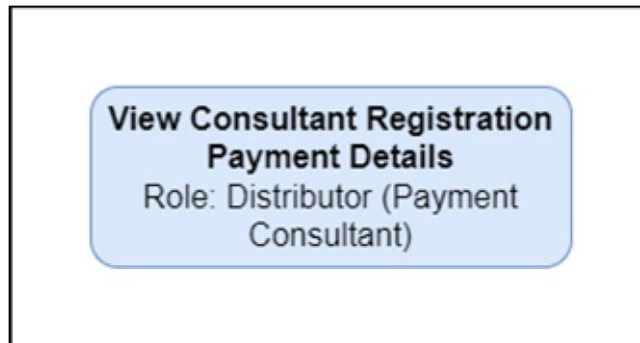 View Consultant Registration
Payment Details
Role: Distributor (Payment
Consultant)